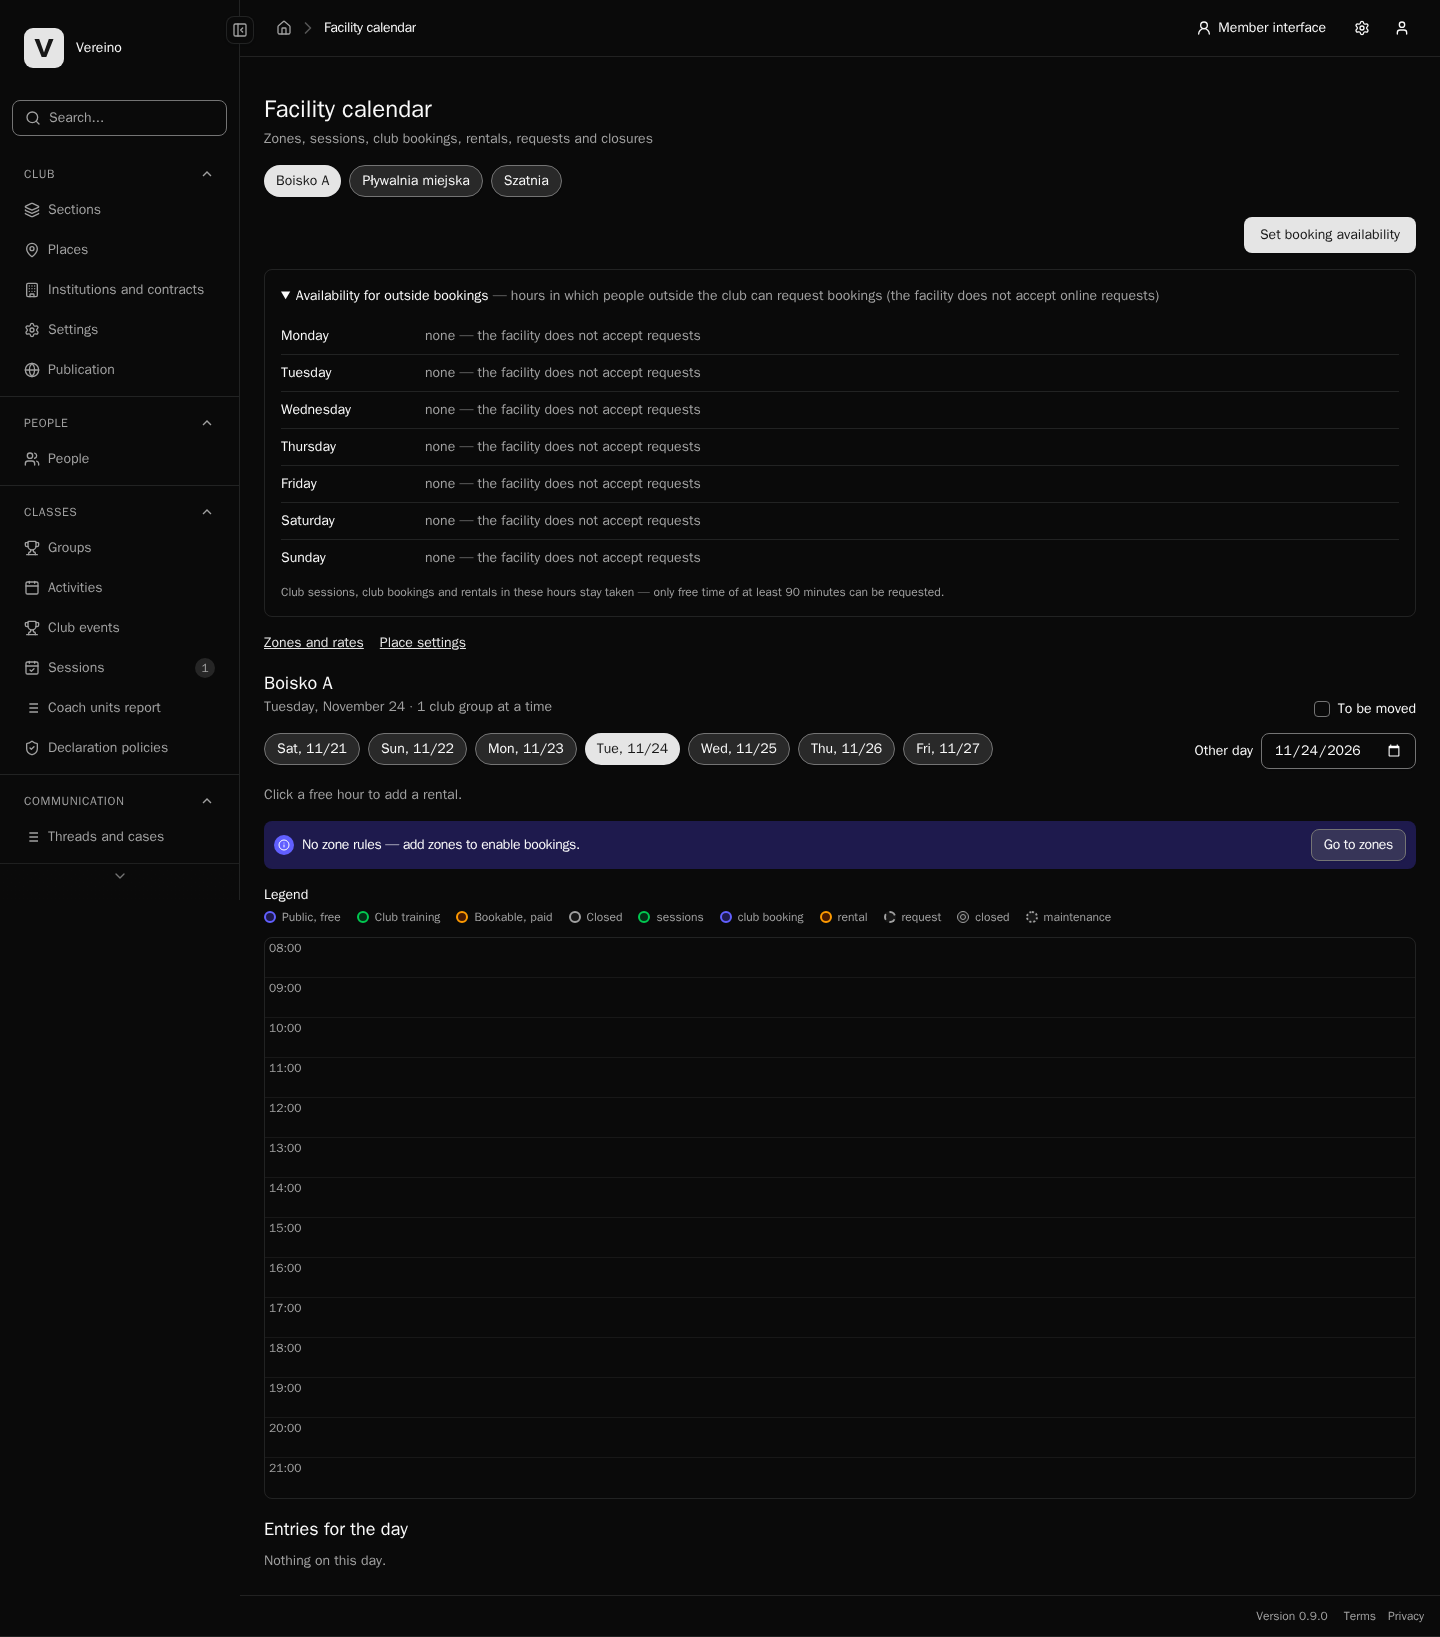 V Vereino
Search...
CLUB
Sections
Places
Institutions and contracts
Settings
Publication
PEOPLE
People
CLASSES
Groups
Activities
Club events
Sessions 1
Coach units report
Declaration policies
COMMUNICATION
Threads and cases
Facility calendar
Member interface
Facility calendar
Zones, sessions, club bookings, rentals, requests and closures
Boisko A Pływalnia miejska Szatnia
Set booking availability
Availability for outside bookings — hours in which people outside the club can request bookings (the facility does not accept online requests)
Monday none — the facility does not accept requests
Tuesday none — the facility does not accept requests
Wednesday none — the facility does not accept requests
Thursday none — the facility does not accept requests
Friday none — the facility does not accept requests
Saturday none — the facility does not accept requests
Sunday none — the facility does not accept requests
Club sessions, club bookings and rentals in these hours stay taken — only free time of at least 90 minutes can be requested.
Zones and rates Place settings
Boisko A
Tuesday, November 24 · 1 club group at a time
To be moved
Sat, 11/21 Sun, 11/22 Mon, 11/23 Tue, 11/24 Wed, 11/25 Thu, 11/26 Fri, 11/27
Other day 11/24/2026
Click a free hour to add a rental.
No zone rules — add zones to enable bookings.
Go to zones
Legend
Public, free Club training Bookable, paid Closed sessions club booking rental request closed maintenance
08:00
09:00
10:00
11:00
12:00
13:00
14:00
15:00
16:00
17:00
18:00
19:00
20:00
21:00
Entries for the day
Nothing on this day.
Version 0.9.0 Terms Privacy